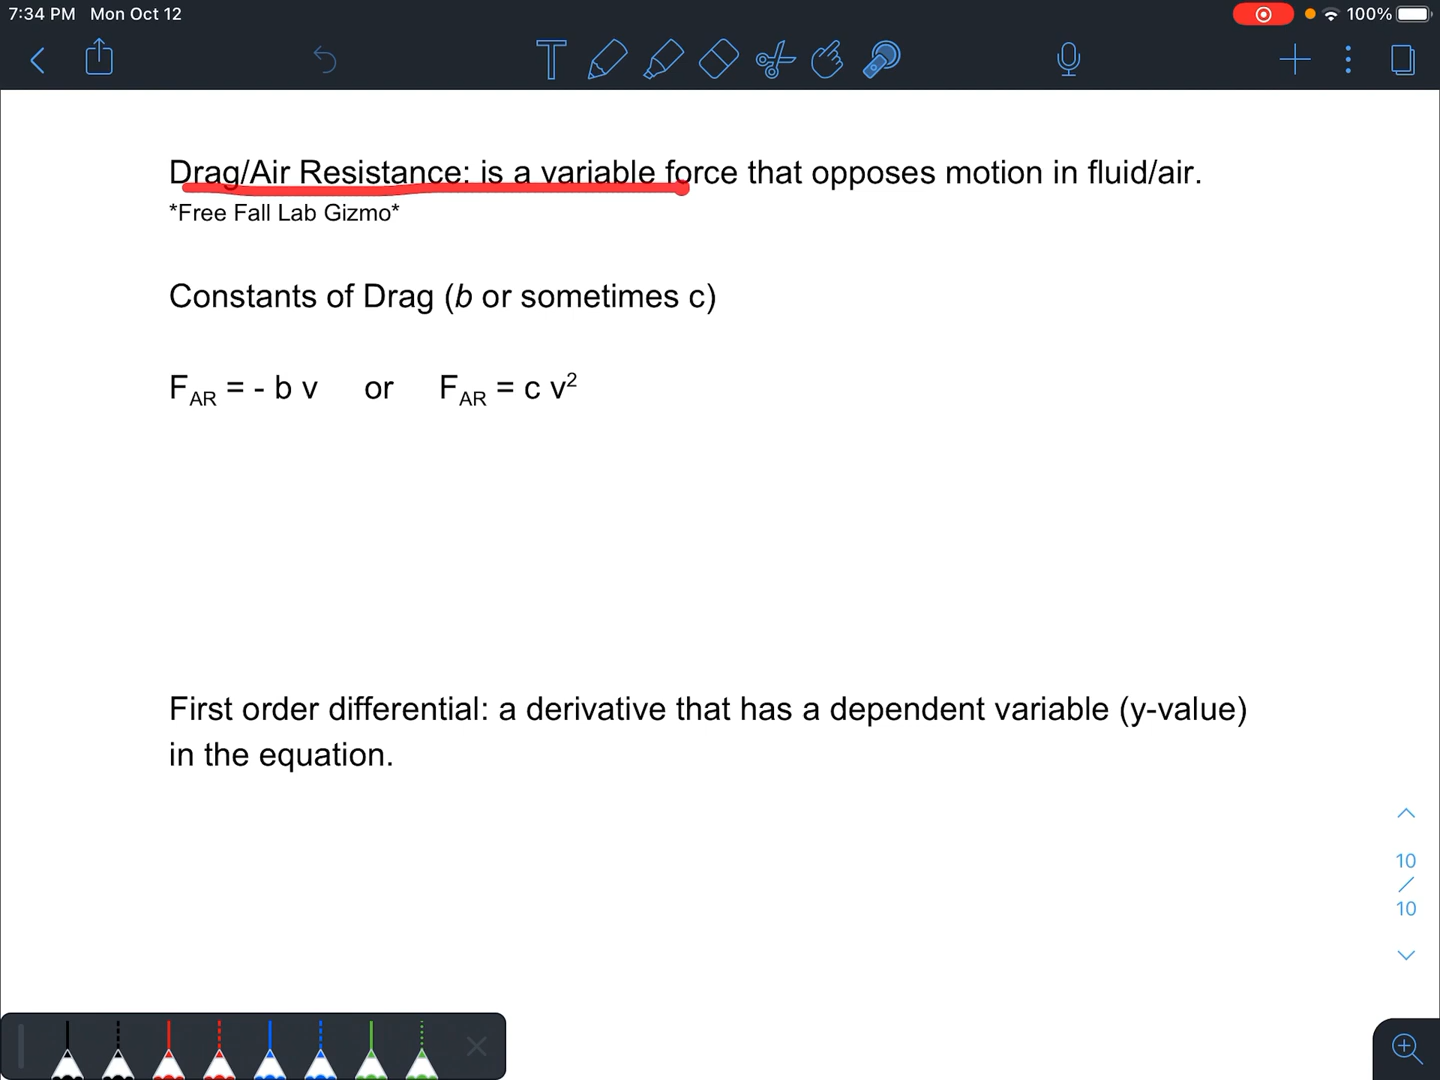 7:34 PM Mon Oct 12
100%
T
Drag/Air Resistance: is a variable force that opposes motion in fluid/air.
*Free Fall Lab Gizmo*
Constants of Drag (b or sometimes c)
F_AR = - b v or F_AR = c v²
First order differential: a derivative that has a dependent variable (y-value)
in the equation.
10
/
10